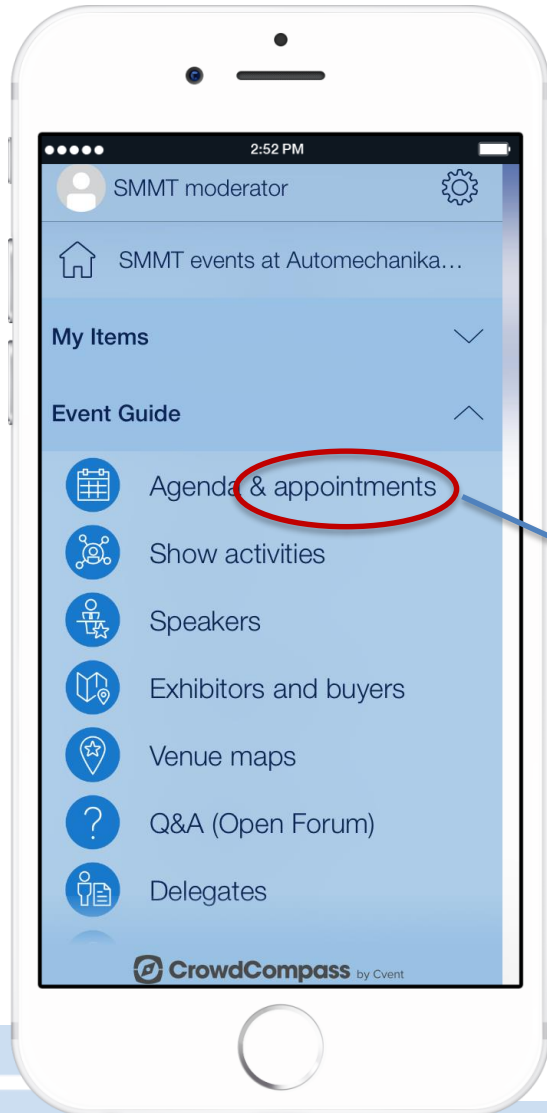 2:52 PM
SMMT moderator
SMMT events at Automechanika...
My Items
Event Guide
Agenda & appointments
Show activities
Speakers
Exhibitors and buyers
Venue maps
Q&A (Open Forum)
Delegates
CrowdCompass by Cvent